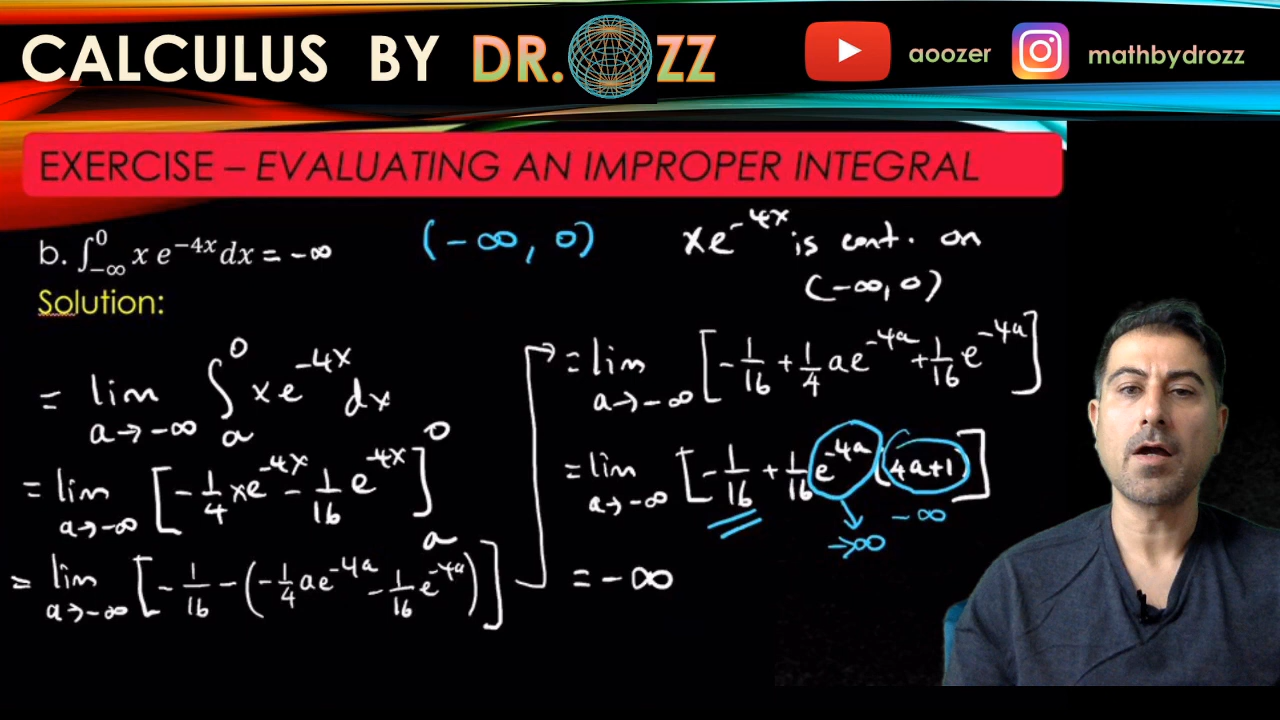 CALCULUS BY DR. ZZ
aoozer
mathbydrozz
EXERCISE – EVALUATING AN IMPROPER INTEGRAL
b. ∫_{-∞}^{0} x e^{-4x} dx = -∞
(-∞, 0)
xe^{-4x} is cont. on
(-∞, 0)
Solution:
= lim_{a→-∞} ∫_{a}^{0} xe^{-4x} dx
= lim_{a→-∞} [-1/4 xe^{-4x} - 1/16 e^{-4x}]_{a}^{0}
= lim_{a→-∞} [-1/16 - (-1/4 ae^{-4a} - 1/16 e^{-4a})]
→ = lim_{a→-∞} [-1/16 + 1/4 ae^{-4a} + 1/16 e^{-4a}]
= lim_{a→-∞} [-1/16 + 1/16 e^{-4a} (4a+1)]
→∞
-∞
= -∞